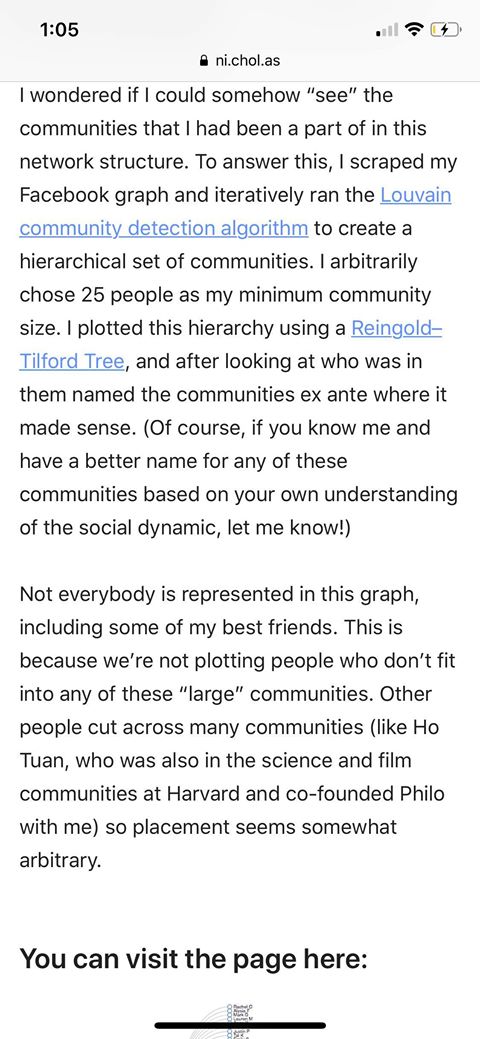 1:05
ni.chol.as
I wondered if I could somehow “see” the
communities that I had been a part of in this
network structure. To answer this, I scraped my
Facebook graph and iteratively ran the Louvain
community detection algorithm to create a
hierarchical set of communities. I arbitrarily
chose 25 people as my minimum community
size. I plotted this hierarchy using a Reingold–
Tilford Tree, and after looking at who was in
them named the communities ex ante where it
made sense. (Of course, if you know me and
have a better name for any of these
communities based on your own understanding
of the social dynamic, let me know!)
Not everybody is represented in this graph,
including some of my best friends. This is
because we’re not plotting people who don’t fit
into any of these “large” communities. Other
people cut across many communities (like Ho
Tuan, who was also in the science and film
communities at Harvard and co-founded Philo
with me) so placement seems somewhat
arbitrary.
You can visit the page here: